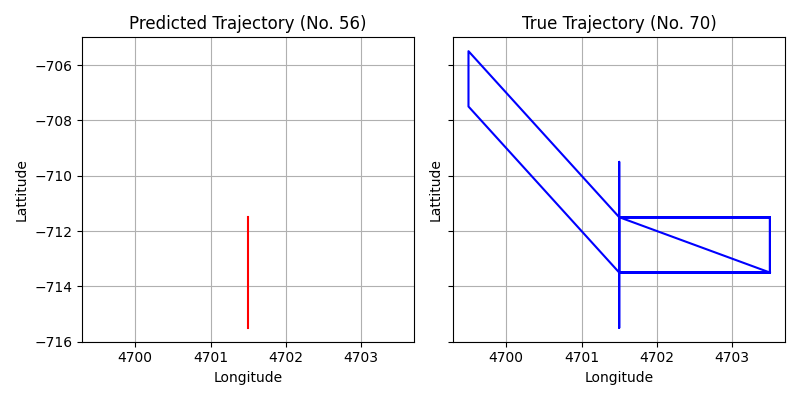 Predicted Trajectory (No. 56)
True Trajectory (No. 70)
−706
−708
−710
−712
−714
−716
Lattitude
Lattitude
4700
4701
4702
4703
4700
4701
4702
4703
Longitude
Longitude